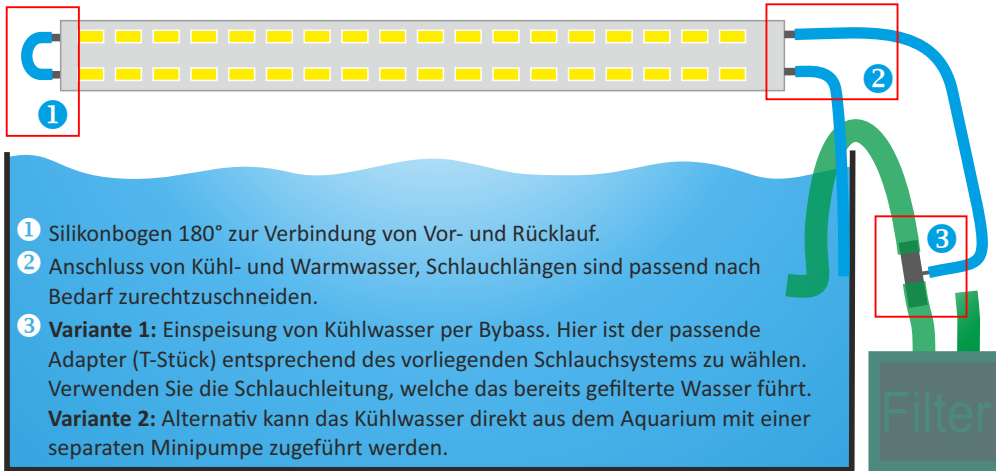 1
2
3
1 Silikonbogen 180° zur Verbindung von Vor- und Rücklauf.
2 Anschluss von Kühl- und Warmwasser, Schlauchlängen sind passend nach
Bedarf zurechtzuschneiden.
3 Variante 1: Einspeisung von Kühlwasser per Bybass. Hier ist der passende
Adapter (T-Stück) entsprechend des vorliegenden Schlauchsystems zu wählen.
Verwenden Sie die Schlauchleitung, welche das bereits gefilterte Wasser führt.
Variante 2: Alternativ kann das Kühlwasser direkt aus dem Aquarium mit einer
separaten Minipumpe zugeführt werden.
Filter